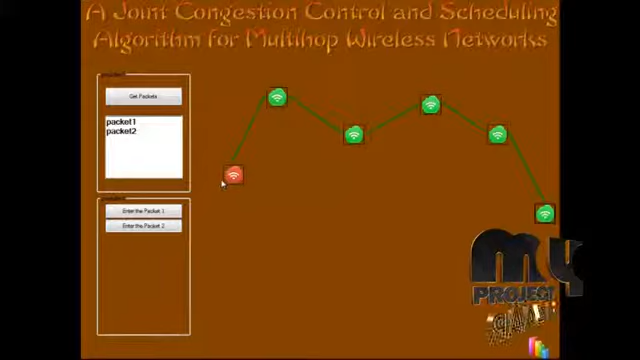 A Joint Congestion Control and Scheduling
Algorithm for Multihop Wireless Networks
Get Packets
packet1
packet2
Enter the Packet 1
Enter the Packet 2
My
PROJECT